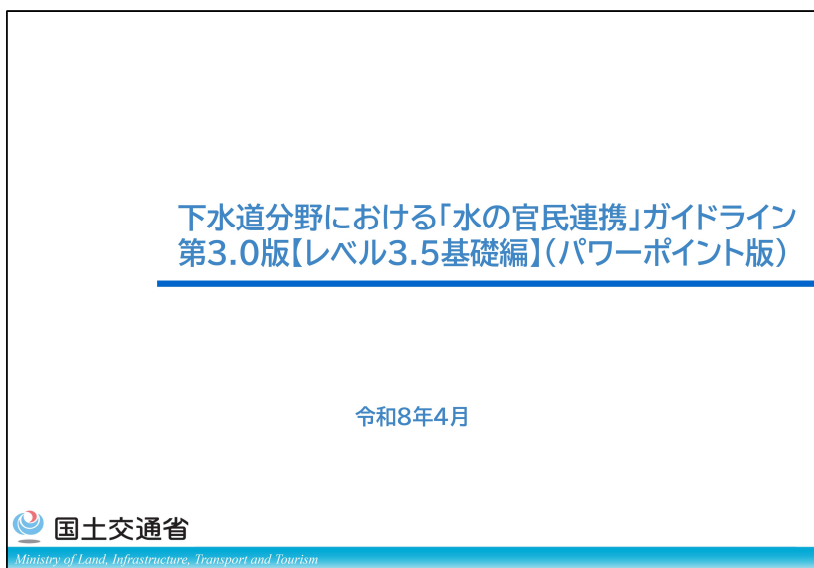 下水道分野における「水の官民連携」ガイドライン
第3.0版【レベル3.5基礎編】(パワーポイント版)
令和8年4月
国土交通省
Ministry of Land, Infrastructure, Transport and Tourism